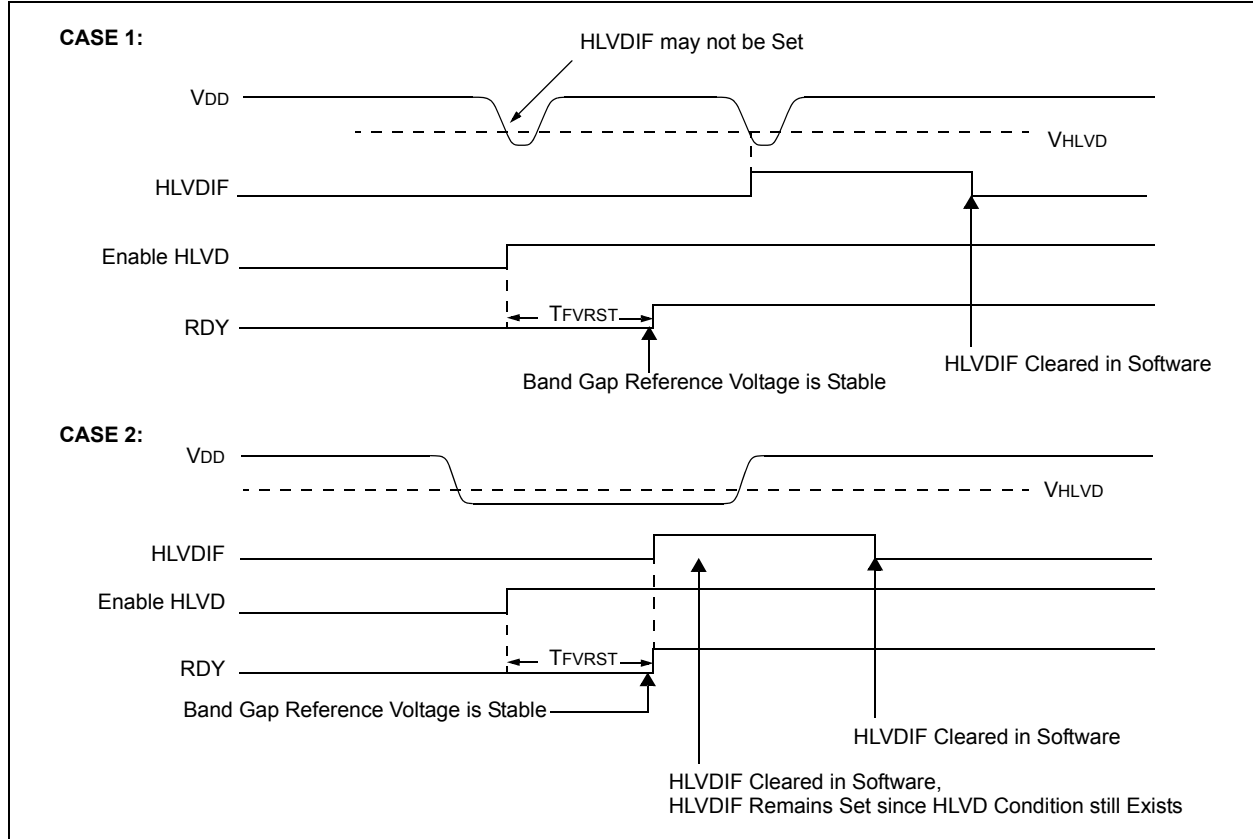 CASE 1:
HLVDIF may not be Set
VDD
VHLVD
HLVDIF
Enable HLVD
TFVRST
RDY
HLVDIF Cleared in Software
Band Gap Reference Voltage is Stable
CASE 2:
VDD
VHLVD
HLVDIF
Enable HLVD
TFVRST
RDY
Band Gap Reference Voltage is Stable
HLVDIF Cleared in Software
HLVDIF Cleared in Software,
HLVDIF Remains Set since HLVD Condition still Exists